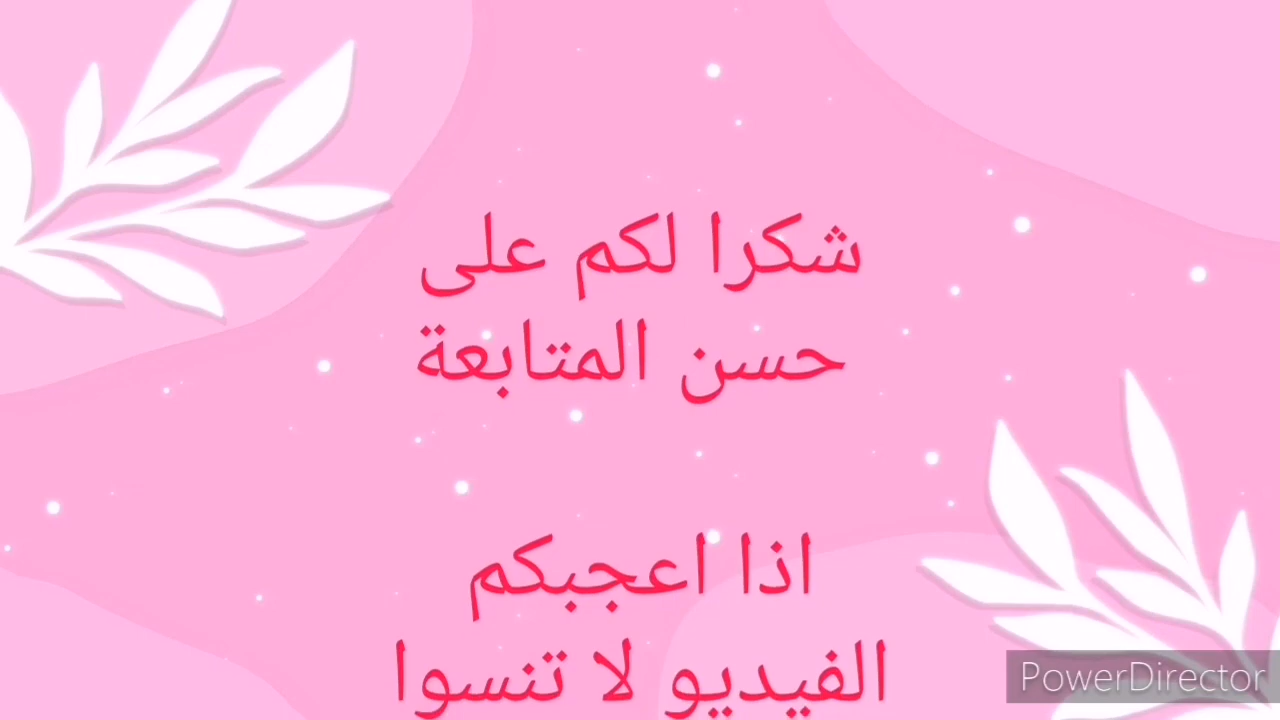 شكرا لكم على
حسن المتابعة
اذا اعجبكم
الفيديو لا تنسوا
PowerDirector